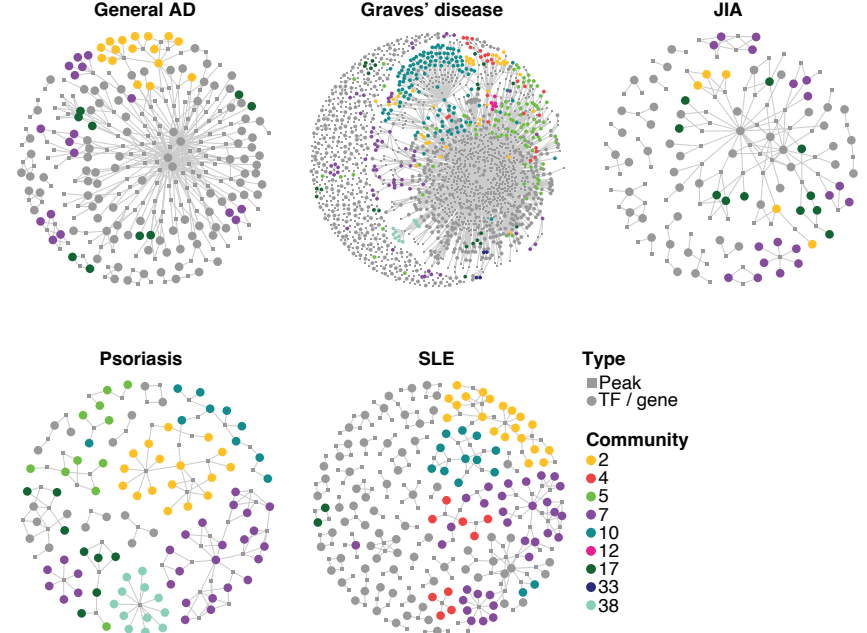 General AD
Graves’ disease
JIA
Psoriasis
SLE
Type
Peak
TF / gene
Community
2
4
5
7
10
12
17
33
38